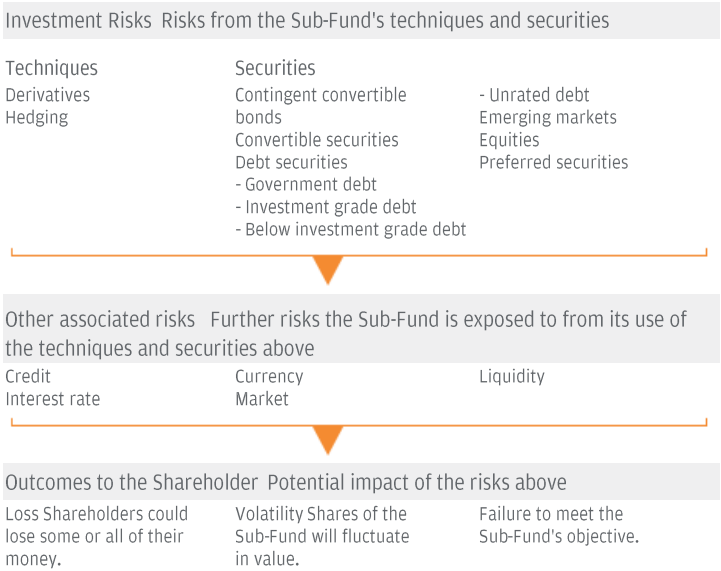 Investment Risks Risks from the Sub-Fund's techniques and securities
Techniques
Derivatives
Hedging
Securities
Contingent convertible
bonds
Convertible securities
Debt securities
- Government debt
- Investment grade debt
- Below investment grade debt
- Unrated debt
Emerging markets
Equities
Preferred securities
Other associated risks Further risks the Sub-Fund is exposed to from its use of
the techniques and securities above
Credit
Interest rate
Currency
Market
Liquidity
Outcomes to the Shareholder Potential impact of the risks above
Loss Shareholders could
lose some or all of their
money.
Volatility Shares of the
Sub-Fund will fluctuate
in value.
Failure to meet the
Sub-Fund's objective.